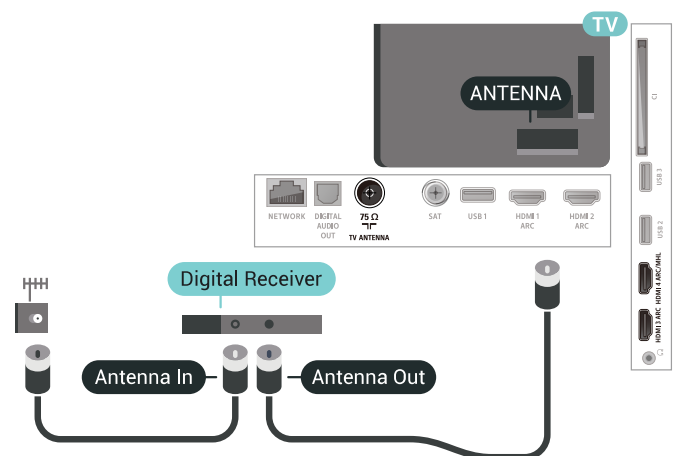 TV
ANTENNA
CI
USB 3
USB 2
HDMI 4 ARC/MHL
HDMI 3 ARC
NETWORK
DIGITAL
AUDIO
OUT
75 Ω
TV ANTENNA
SAT
USB 1
HDMI 1
ARC
HDMI 2
ARC
Digital Receiver
Antenna In
Antenna Out